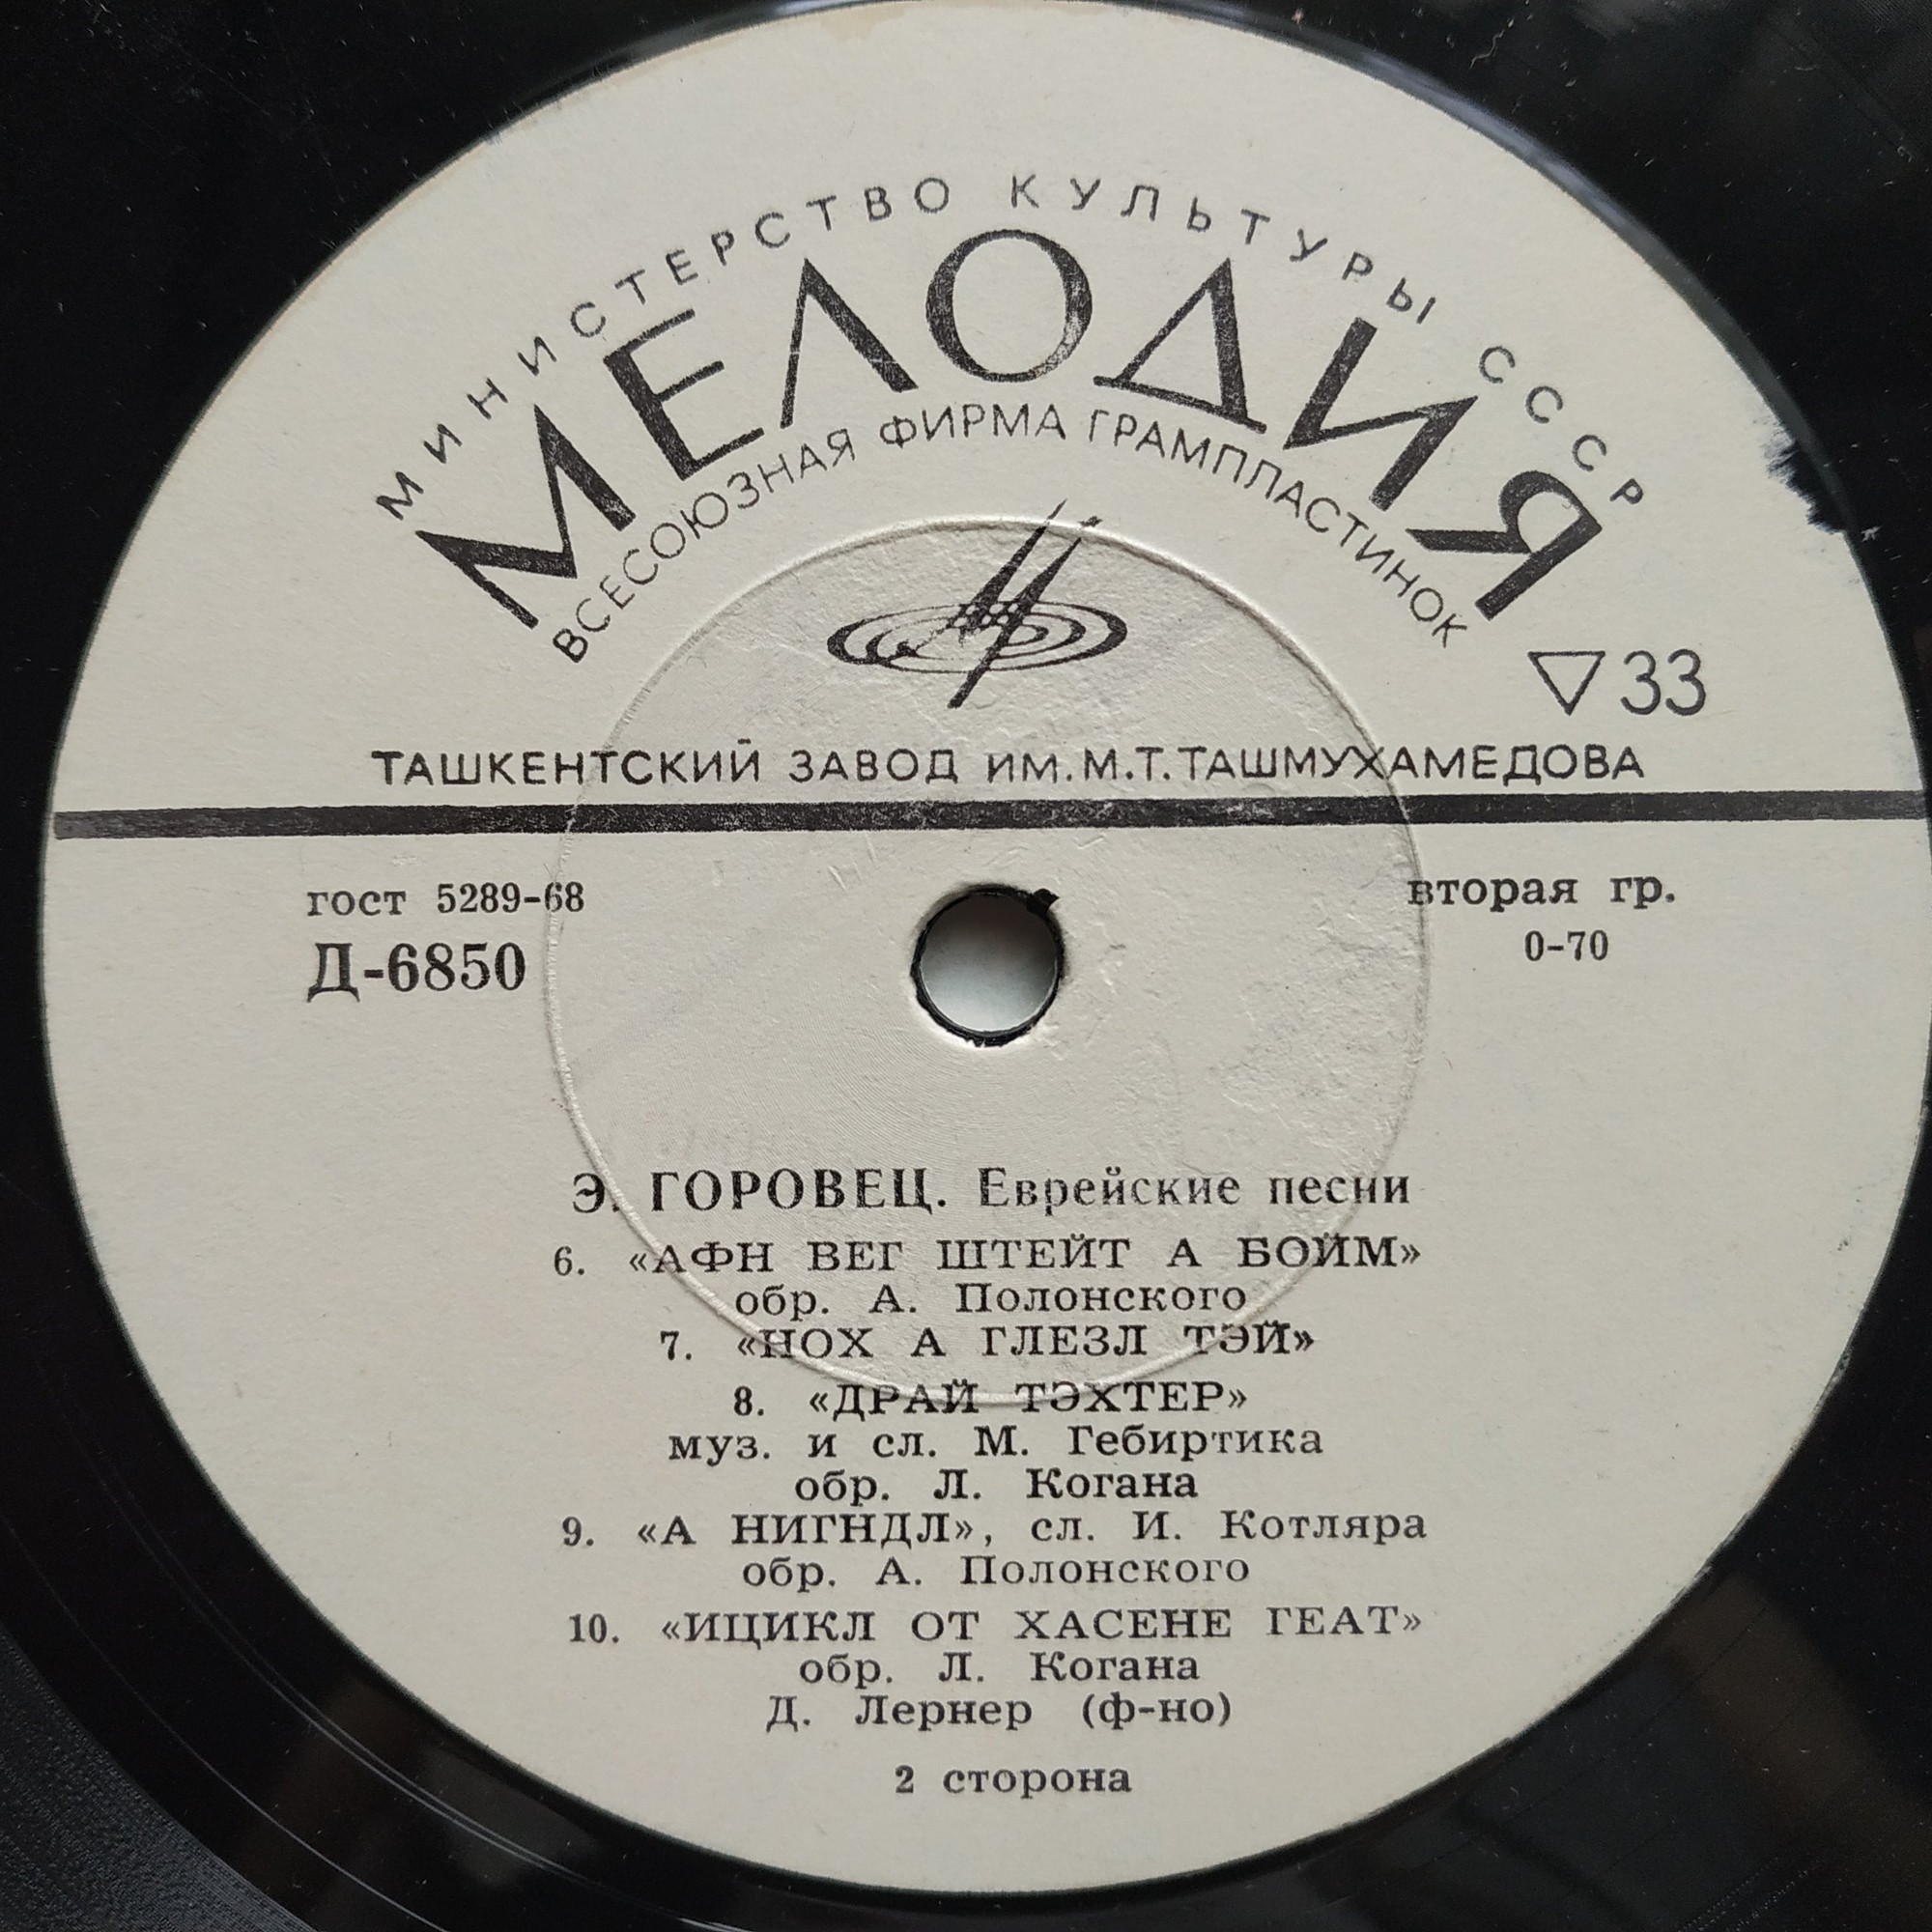 МИНИСТЕРСТВО КУЛЬТУРЫ СССР
МЕЛОДИЯ
ВСЕСОЮЗНАЯ ФИРМА ГРАМПЛАСТИНОК
33
ТАШКЕНТСКИЙ ЗАВОД ИМ. М.Т. ТАШМУХАМЕДОВА
гост 5289-68
вторая гр.
Д-6850
0-70
Э. ГОРОВЕЦ. Еврейские песни
6. «АФН ВЕГ ШТЕЙТ А БОЙМ»
обр. А. Полонского
7. «НОХ А ГЛЕЗЛ ТЭЙ»
8. «ДРАЙ ТЭХТЕР»
муз. и сл. М. Гебиртика
обр. Л. Когана
9. «А НИГНДЛ», сл. И. Котляра
обр. А. Полонского
10. «ИЦИКЛ ОТ ХАСЕНЕ ГЕАТ»
обр. Л. Когана
Д. Лернер (ф-но)
2 сторона